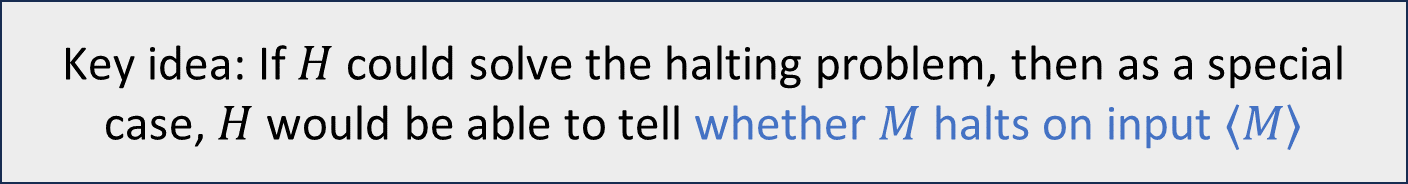 Key idea: If 𝐻 could solve the halting problem, then as a special
case, 𝐻 would be able to tell whether 𝑀 halts on input ⟨𝑀⟩